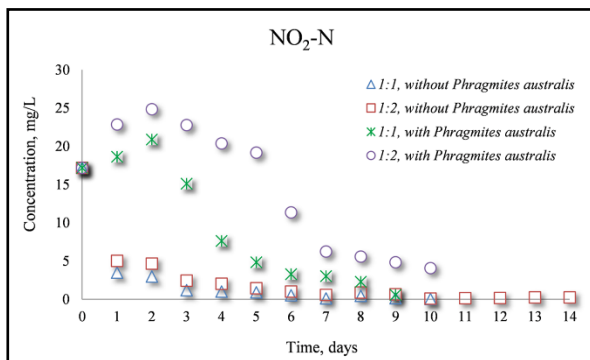 NO₂-N
Concentration, mg/L
30
25
20
15
10
5
0
1:1, without Phragmites australis
1:2, without Phragmites australis
1:1, with Phragmites australis
1:2, with Phragmites australis
0 1 2 3 4 5 6 7 8 9 10 11 12 13 14
Time, days